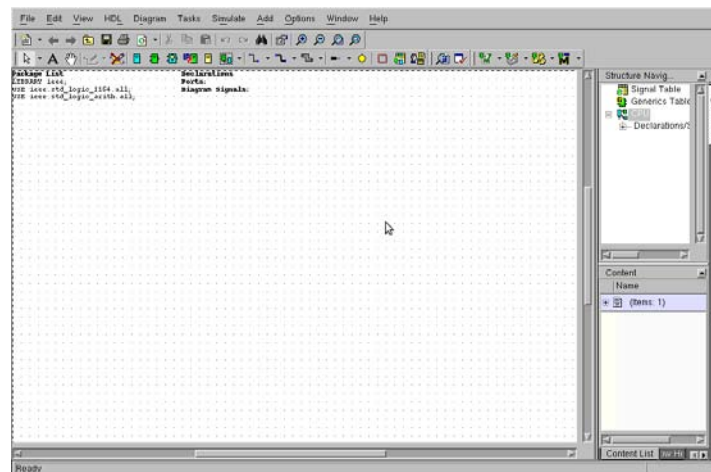 File Edit View HDL Diagram Tasks Simulate Add Options Window Help
Package List
LIBRARY ieee;
USE ieee.std_logic_1164.all;
USE ieee.std_logic_arith.all;
Declarations
Ports:
Diagram Signals:
Structure Navig...
Signal Table
Generics Table
CPU
Declarations/S
Content
Name
(Items: 1)
Content List
Ready